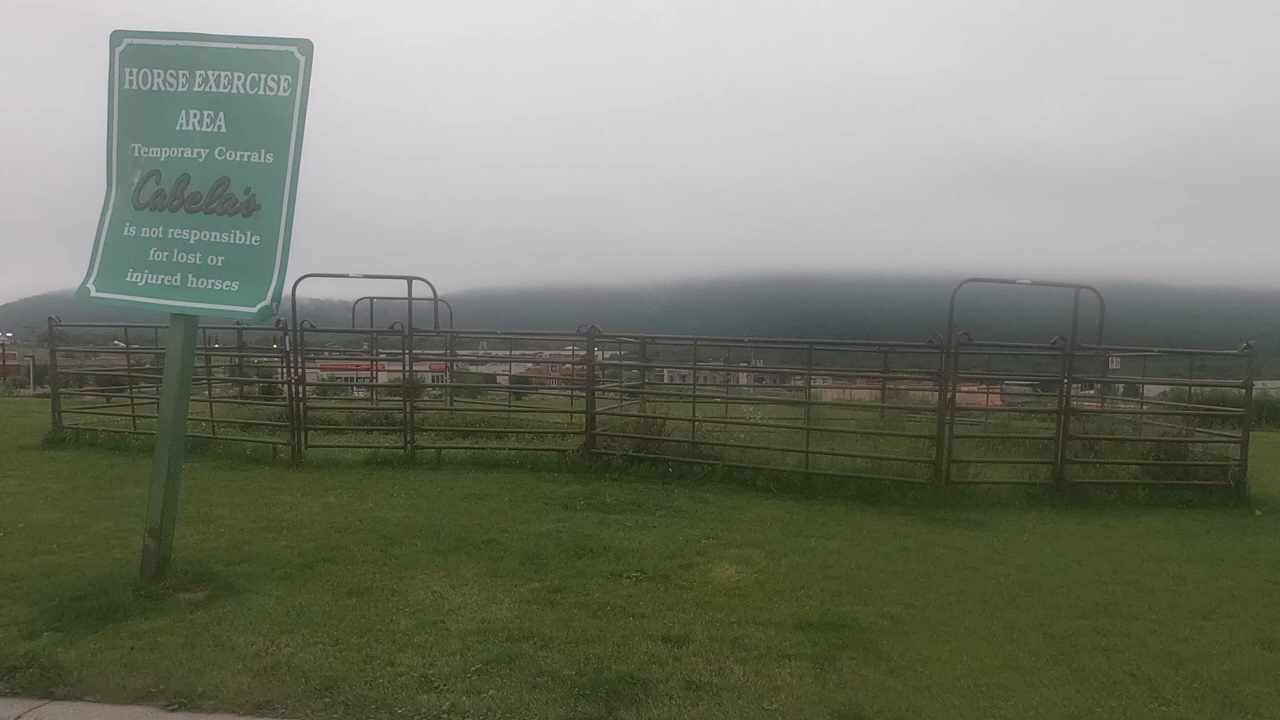 HORSE EXERCISE
AREA
Temporary Corrals
Cabela's
is not responsible
for lost or
injured horses